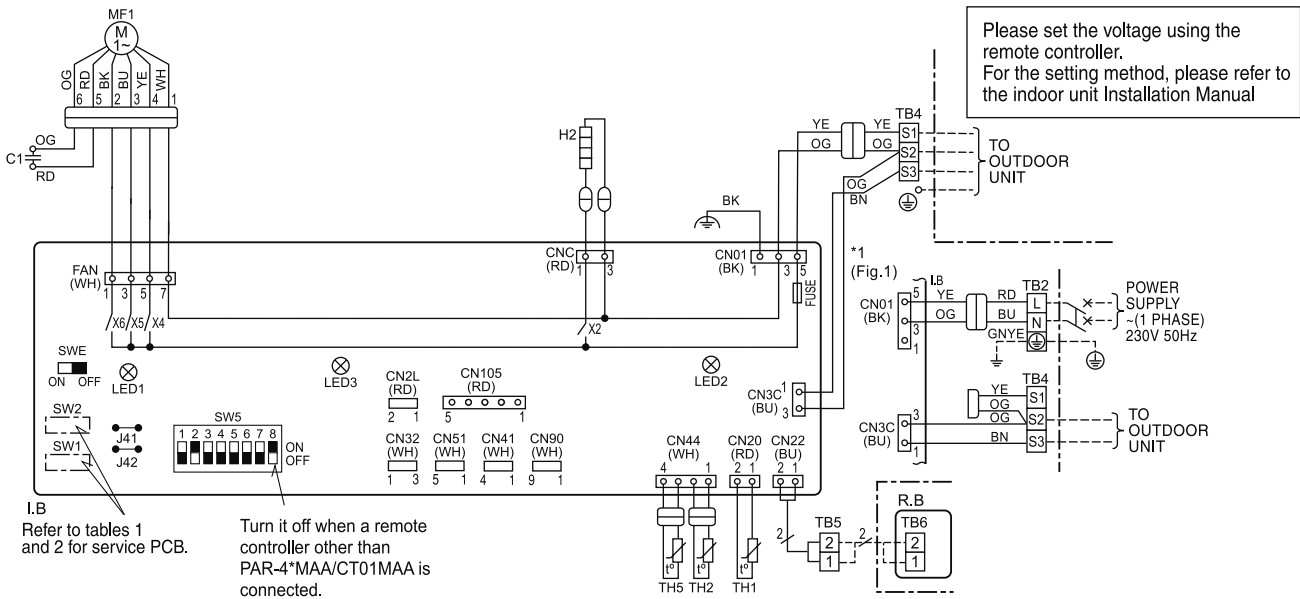 MF1
M
1~
OG
RD
BK
BU
YE
WH
6 5 2 3 4 1
OG
C1
RD
Please set the voltage using the
remote controller.
For the setting method, please refer to
the indoor unit Installation Manual
H2
YE
YE
TB4
S1
OG
OG
S2
S3
OG
BN
TO
OUTDOOR
UNIT
BK
FAN
(WH)
1 3 5 7
X6 X5 X4
CNC
(RD)
1 3
X2
CN01
(BK)
1 3 5
FUSE
*1
(Fig.1)
I.B
CN01
(BK)
5
3
1
YE
OG
RD
BU
GNYE
TB2
L
N
POWER
SUPPLY
~(1 PHASE)
230V 50Hz
SWE
ON OFF
LED1
LED3
LED2
CN2L
(RD)
2 1
CN105
(RD)
5 1
CN3C
(BU)
1
3
TB4
YE
S1
OG
OG
S2
BN
S3
CN3C
(BU)
3
1
TO
OUTDOOR
UNIT
SW2
SW1
J41
J42
SW5
1 2 3 4 5 6 7 8
ON
OFF
CN32
(WH)
1 3
CN51
(WH)
5 1
CN41
(WH)
4 1
CN90
(WH)
9 1
CN44
(WH)
4 1
CN20
(RD)
2 1
CN22
(BU)
2 1
I.B
Refer to tables 1
and 2 for service PCB.
Turn it off when a remote
controller other than
PAR-4*MAA/CT01MAA is
connected.
t° t° t°
TH5 TH2 TH1
2
TB5
2
1
2
R.B
TB6
2
1